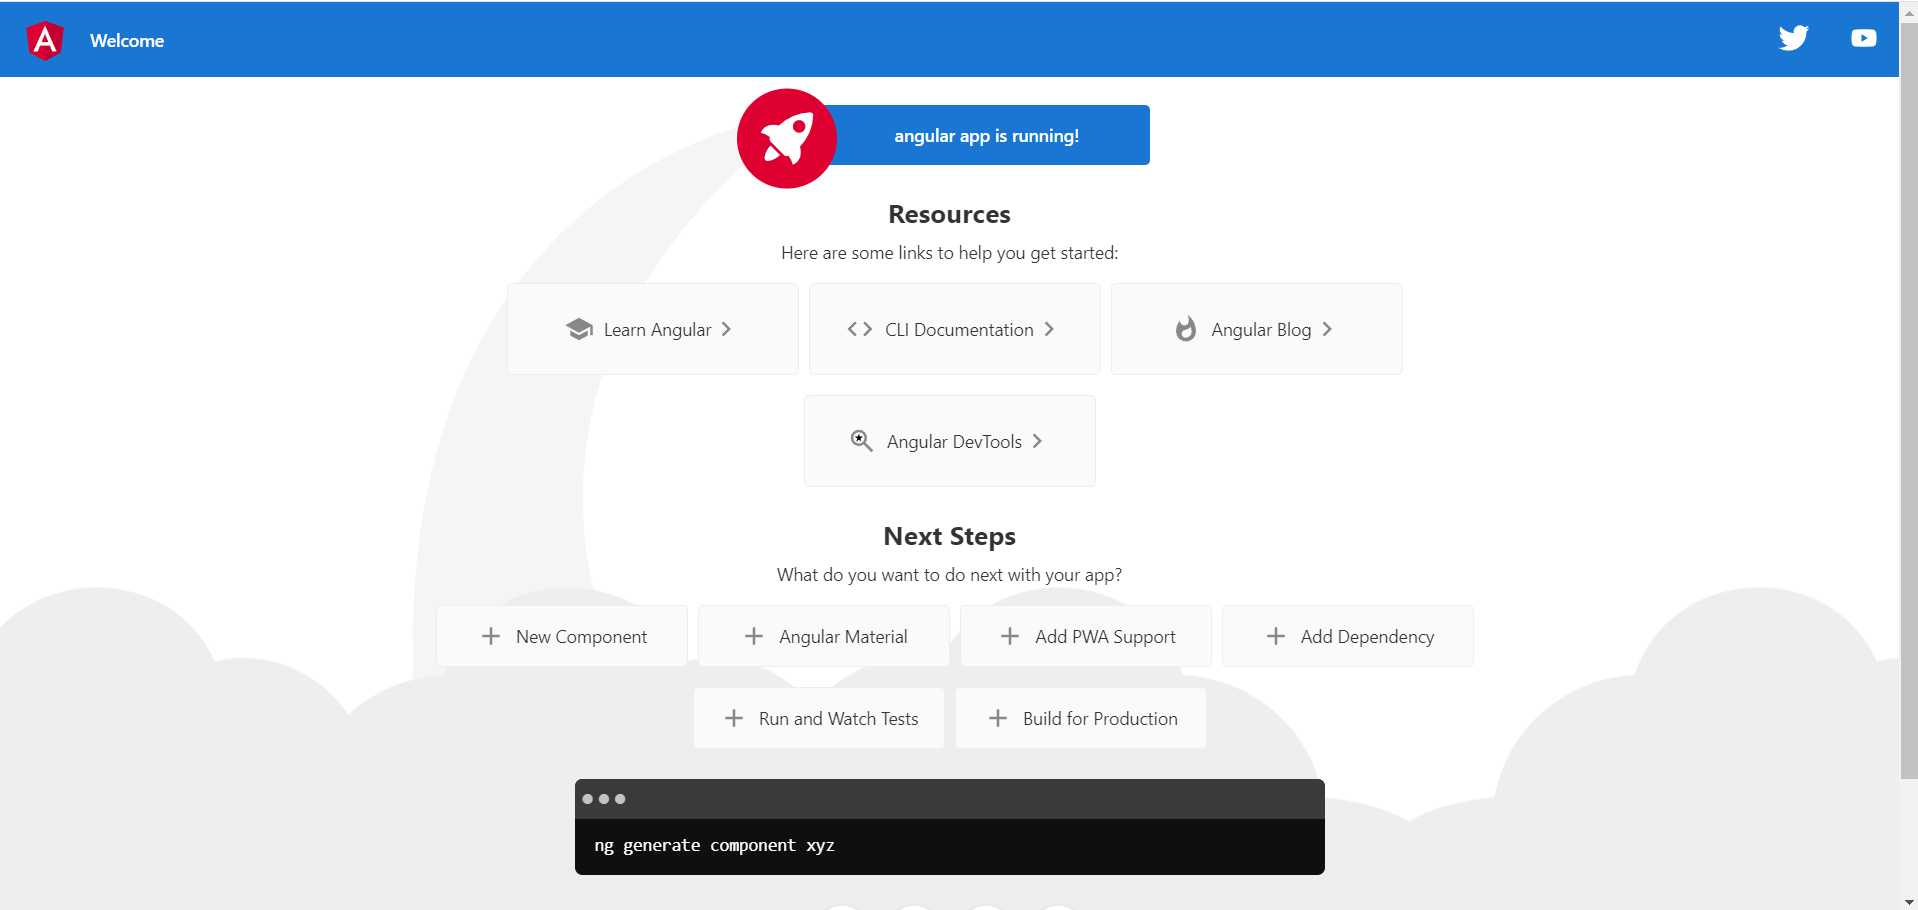 Welcome
angular app is running!
Resources
Here are some links to help you get started:
Learn Angular
CLI Documentation
Angular Blog
Angular DevTools
Next Steps
What do you want to do next with your app?
New Component
Angular Material
Add PWA Support
Add Dependency
Run and Watch Tests
Build for Production
ng generate component xyz